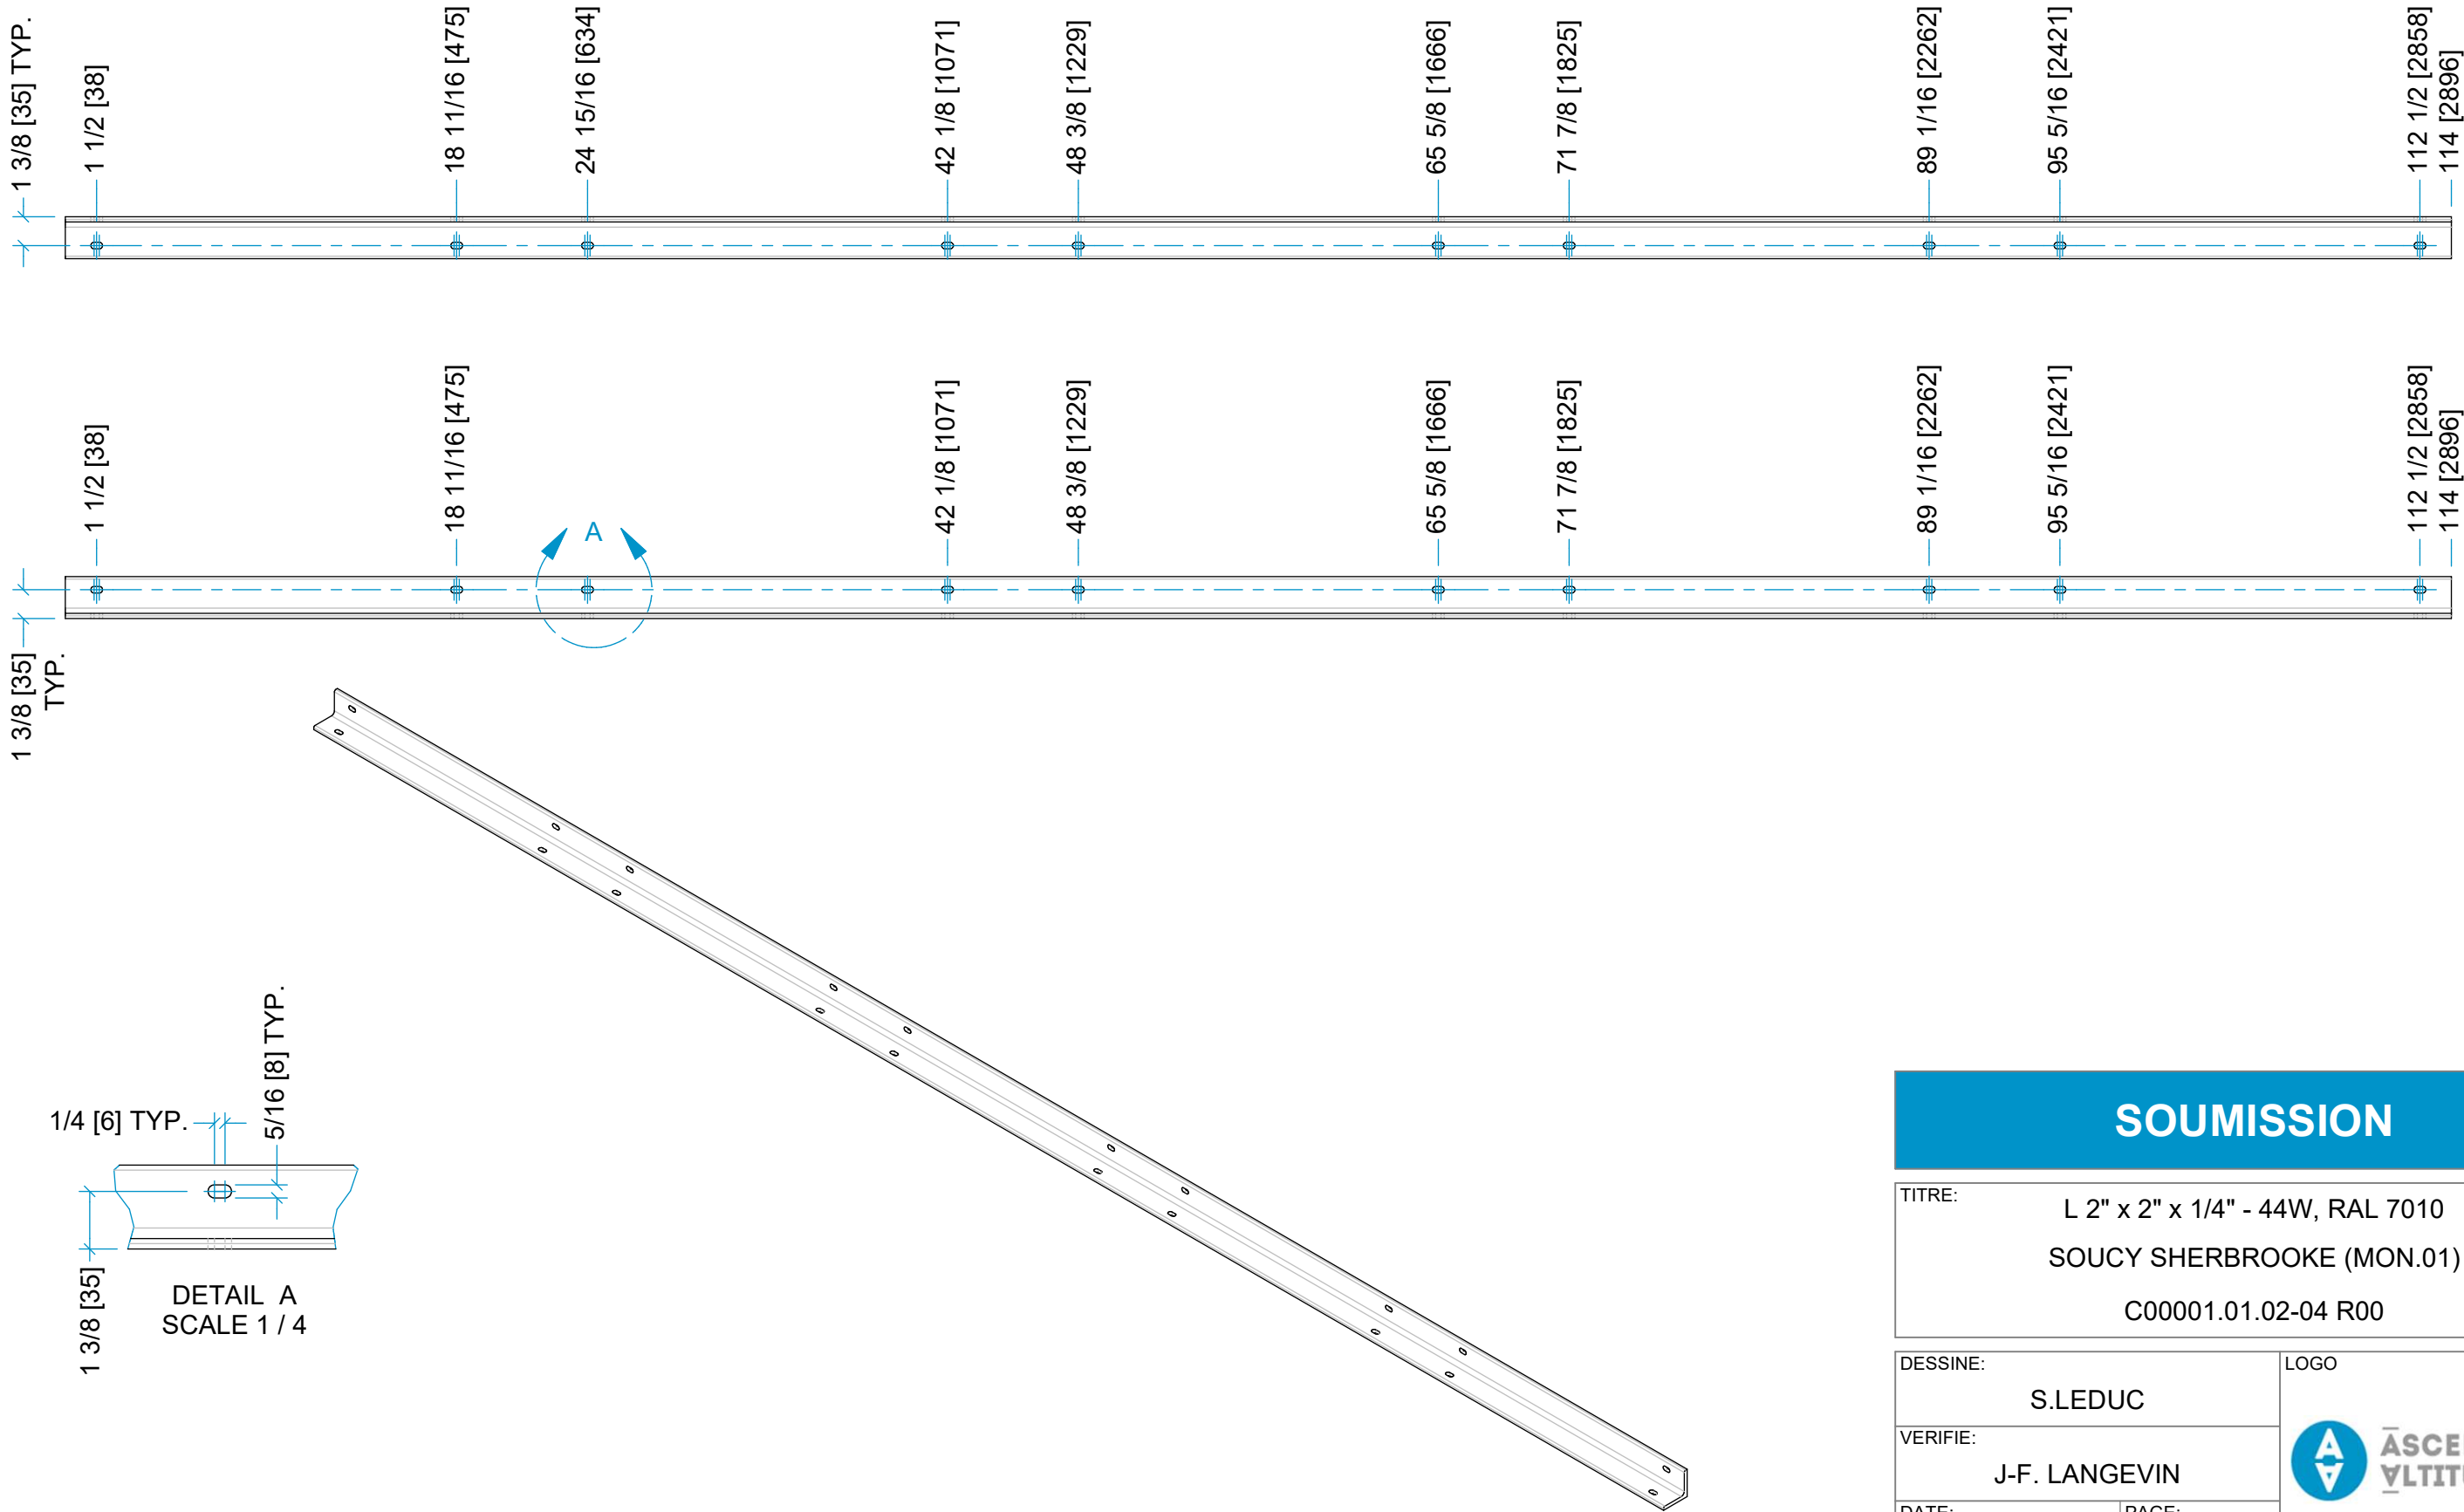 1 3/8 [35] TYP.
1 1/2 [38]
18 11/16 [475]
24 15/16 [634]
42 1/8 [1071]
48 3/8 [1229]
65 5/8 [1666]
71 7/8 [1825]
89 1/16 [2262]
95 5/16 [2421]
112 1/2 [2858]
114 [2896]
1 1/2 [38]
18 11/16 [475]
A
42 1/8 [1071]
48 3/8 [1229]
65 5/8 [1666]
71 7/8 [1825]
89 1/16 [2262]
95 5/16 [2421]
112 1/2 [2858]
114 [2896]
1 3/8 [35]
TYP.
1/4 [6] TYP.
5/16 [8] TYP.
1 3/8 [35]
DETAIL A
SCALE 1 / 4
SOUMISSION
TITRE:
L 2" x 2" x 1/4" - 44W, RAL 7010
SOUCY SHERBROOKE (MON.01)
C00001.01.02-04 R00
DESSINE:
S.LEDUC
LOGO
VERIFIE:
J-F. LANGEVIN
DATE:
PAGE: